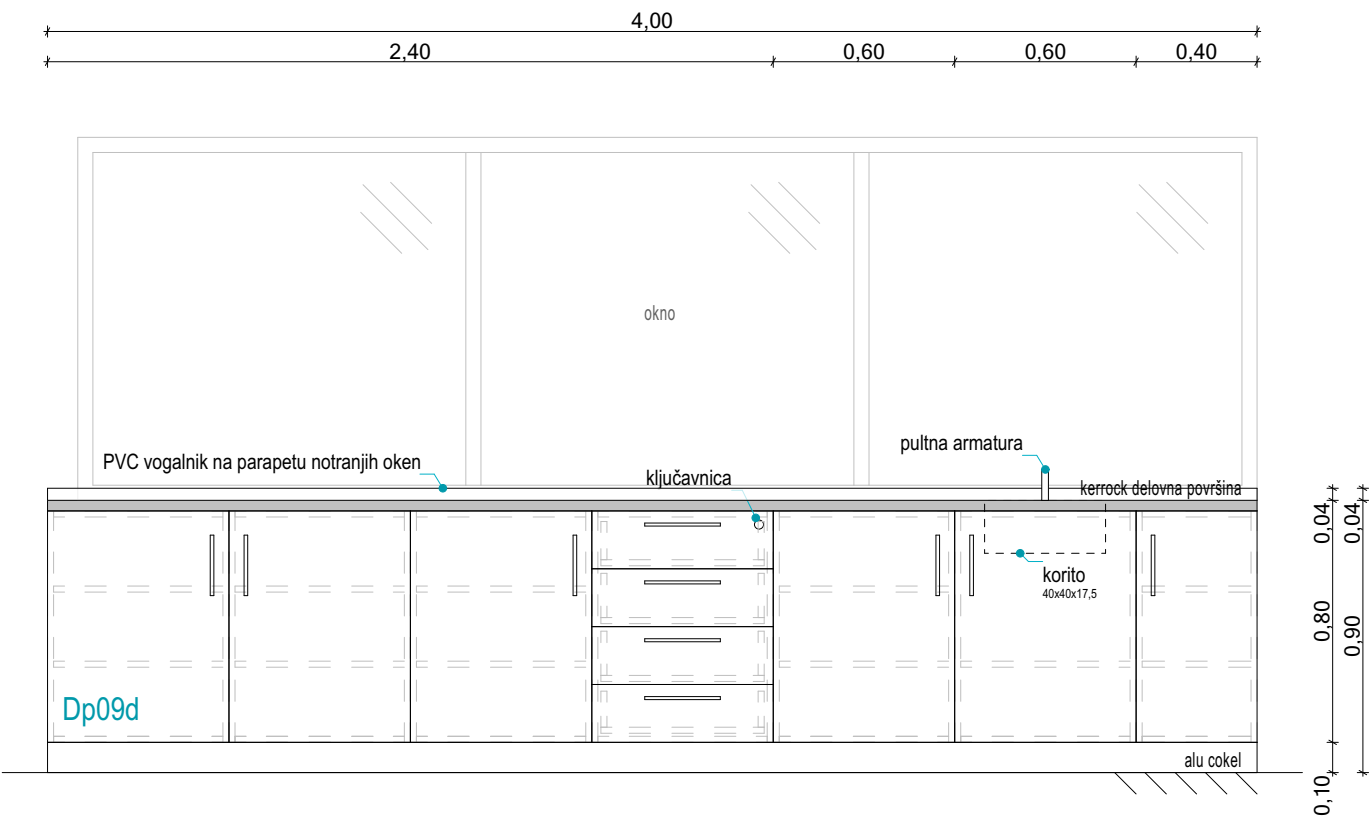 4,00
2,40
0,60
0,60
0,40
okno
PVC vogalnik na parapetu notranjih oken
ključavnica
pultna armatura
kerrock delovna površina
0,04
0,04
korito
40x40x17,5
0,80
0,90
Dp09d
alu cokel
0,10